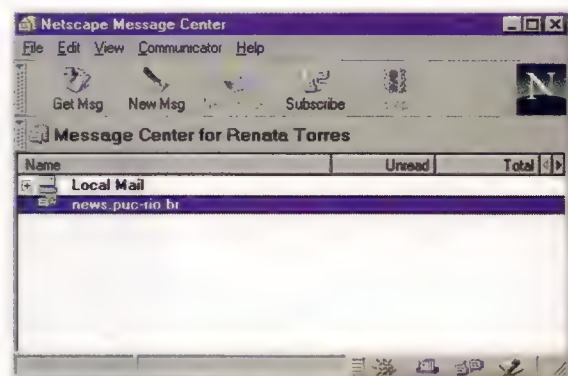 Netscape Message Center
File Edit View Communicator Help
Get Msg New Msg Subscribe
N
Message Center for Renata Torres
Name Unread Total
Local Mail
news.puc-rio.br